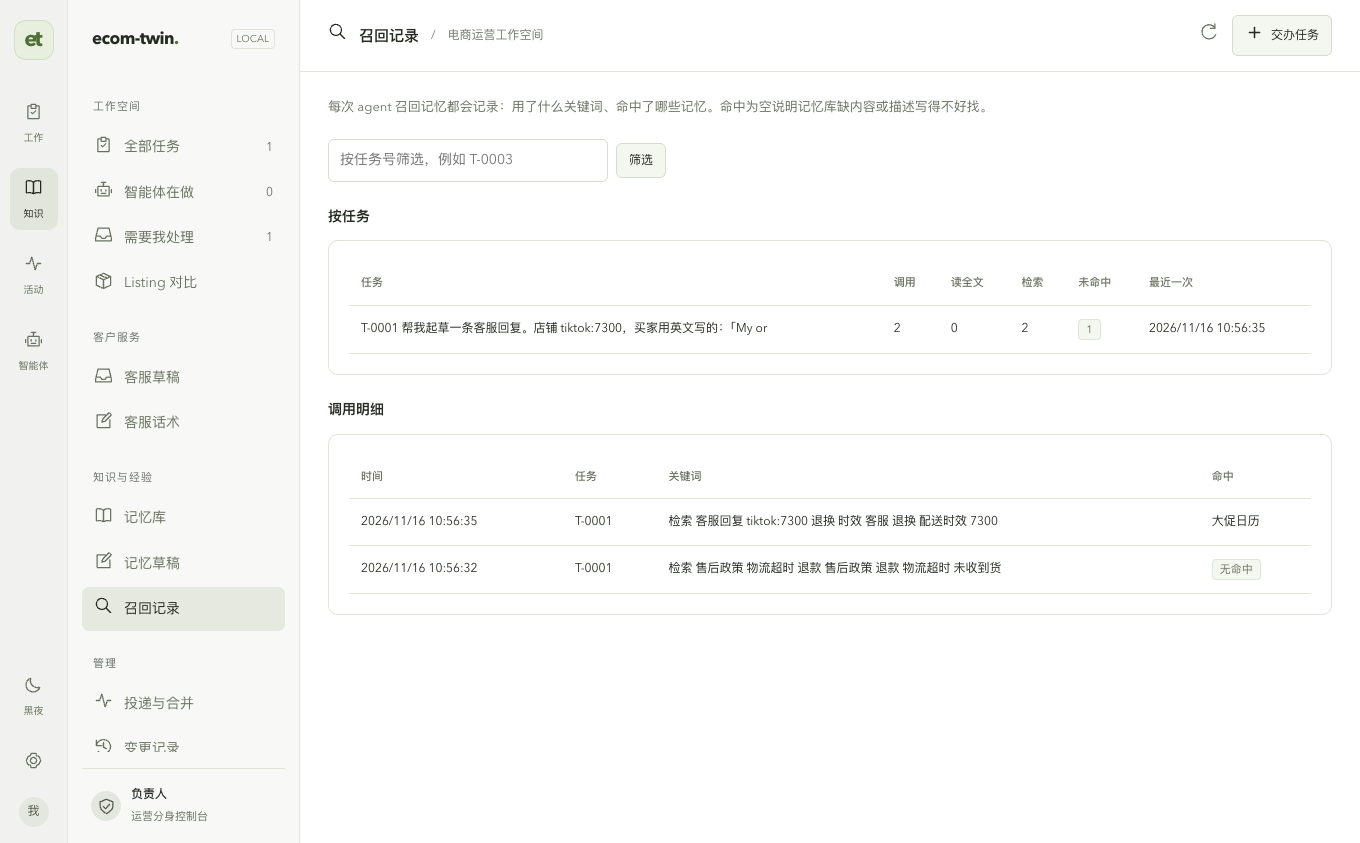 et
工作
知识
活动
智能体
黑夜
我
ecom-twin.
LOCAL
工作空间
全部任务 1
智能体在做 0
需要我处理 1
Listing 对比
客户服务
客服草稿
客服话术
知识与经验
记忆库
记忆草稿
召回记录
管理
投递与合并
变更记录
负责人
运营分身控制台
召回记录 / 电商运营工作空间
交办任务
每次 agent 召回记忆都会记录：用了什么关键词、命中了哪些记忆。命中为空说明记忆库缺内容或描述写得不好找。
按任务号筛选，例如 T-0003
筛选
按任务
任务 调用 读全文 检索 未命中 最近一次
T-0001 帮我起草一条客服回复。店铺 tiktok:7300，买家用英文写的：「My or 2 0 2 1 2026/11/16 10:56:35
调用明细
时间 任务 关键词 命中
2026/11/16 10:56:35 T-0001 检索 客服回复 tiktok:7300 退换 时效 客服 退换 配送时效 7300 大促日历
2026/11/16 10:56:32 T-0001 检索 售后政策 物流超时 退款 售后政策 退款 物流超时 未收到货 无命中